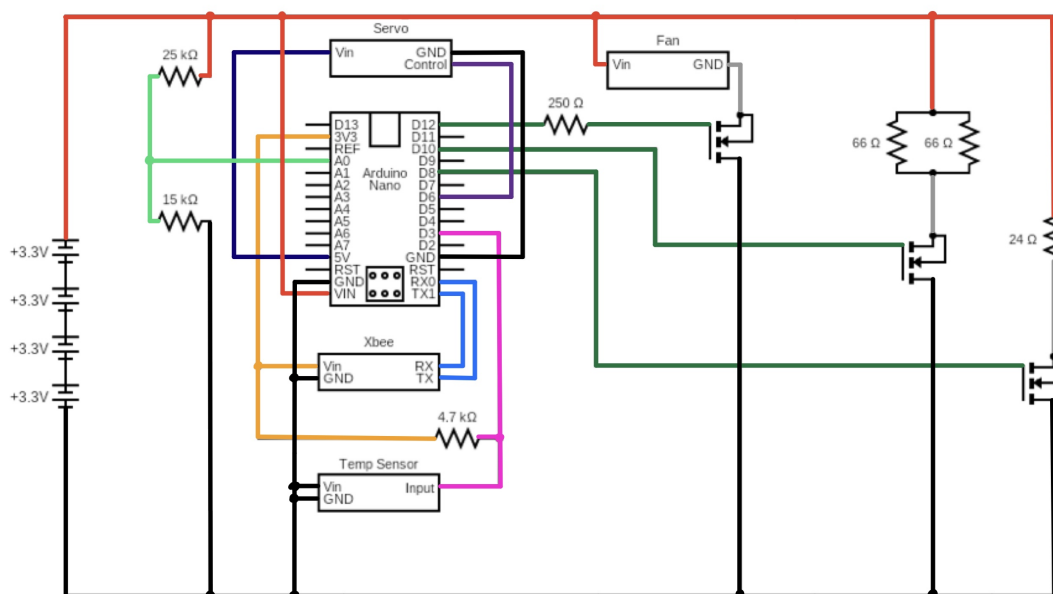 Servo
Vin GND
Control
25 kΩ
Fan
Vin GND
250 Ω
D13 D12
3V3 D11
REF D10
A0 D9
A1 D8
A2 D7
A3 D6
A4 D5
A5 D4
A6 D3
A7 D2
5V GND
RST RST
GND RX0
VIN TX1
Arduino
Nano
66 Ω 66 Ω
15 kΩ
24 Ω
+3.3V
+3.3V
+3.3V
+3.3V
Xbee
Vin RX
GND TX
4.7 kΩ
Temp Sensor
Vin Input
GND